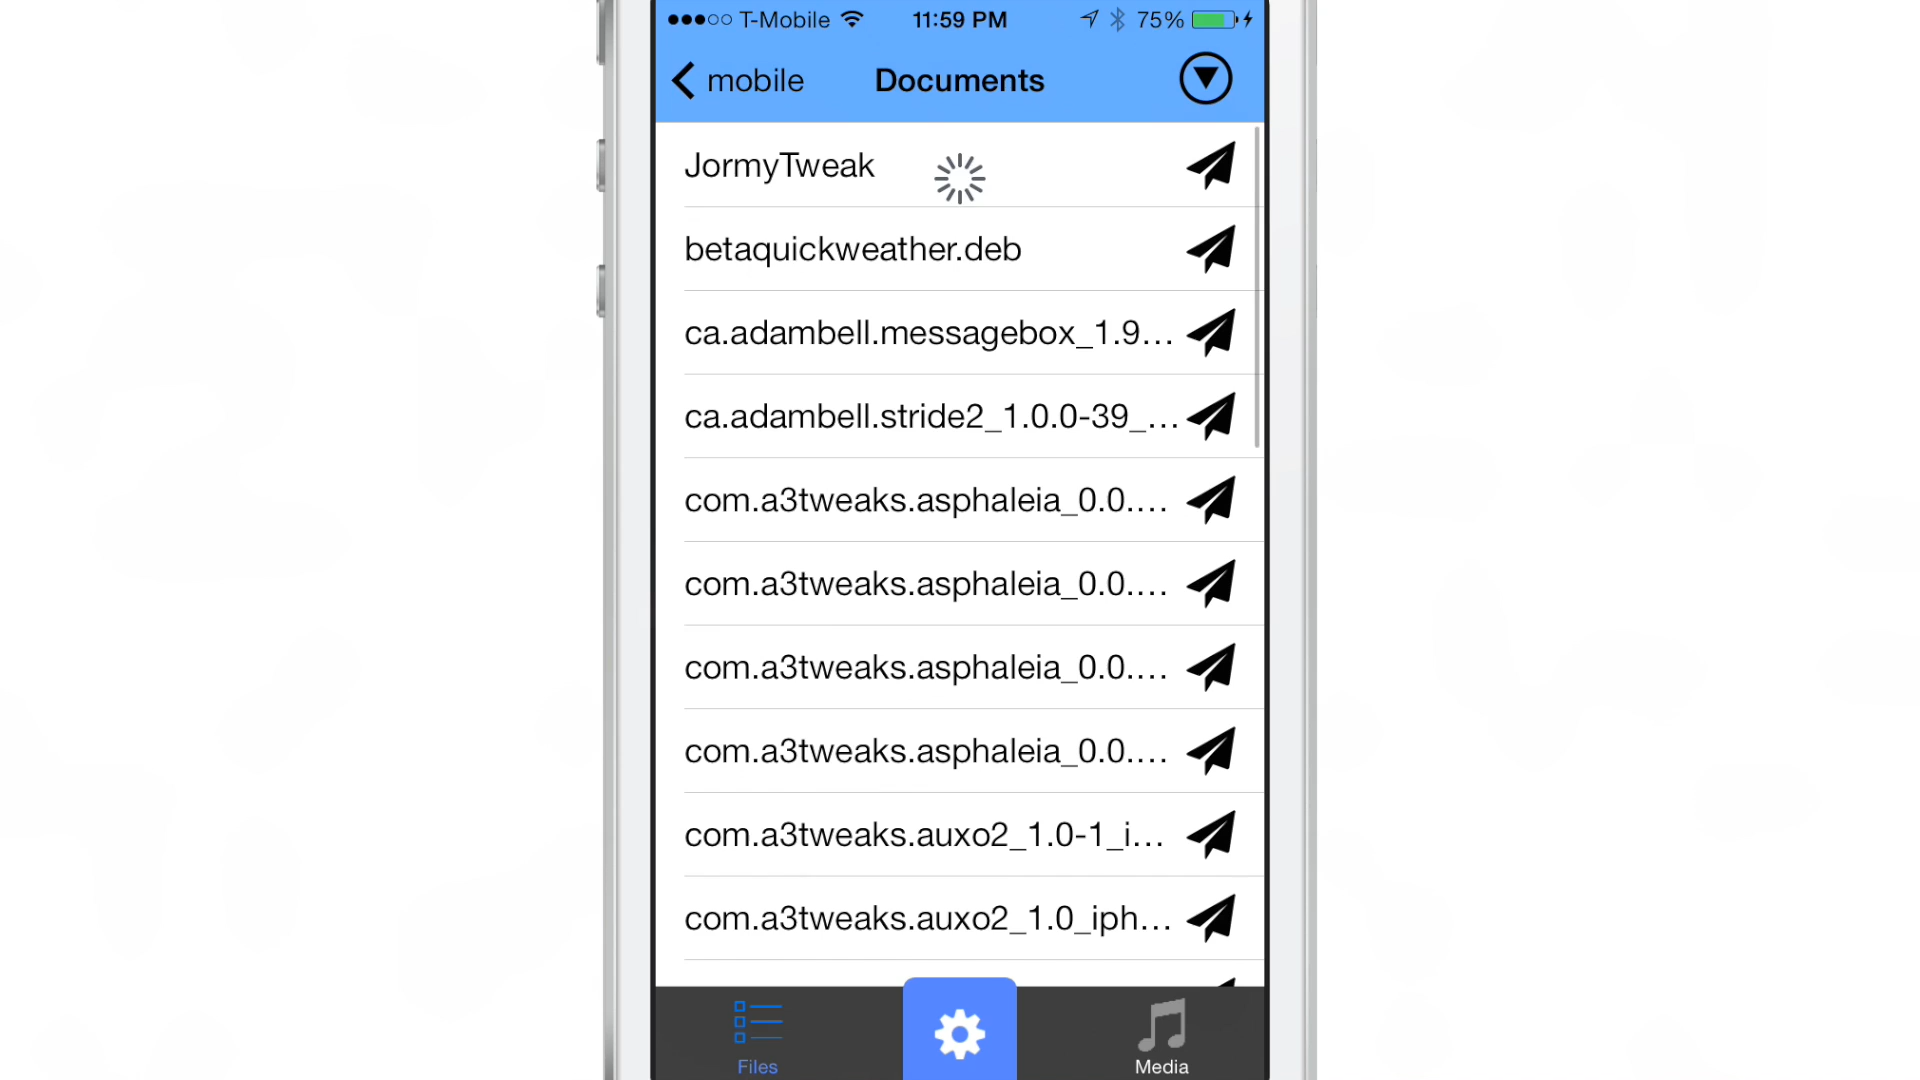 T-Mobile 11:59 PM 75%
mobile Documents
JormyTweak
betaquickweather.deb
ca.adambell.messagebox_1.9...
ca.adambell.stride2_1.0.0-39_...
com.a3tweaks.asphaleia_0.0....
com.a3tweaks.asphaleia_0.0....
com.a3tweaks.asphaleia_0.0....
com.a3tweaks.asphaleia_0.0....
com.a3tweaks.auxo2_1.0-1_i...
com.a3tweaks.auxo2_1.0_iph...
Files Media